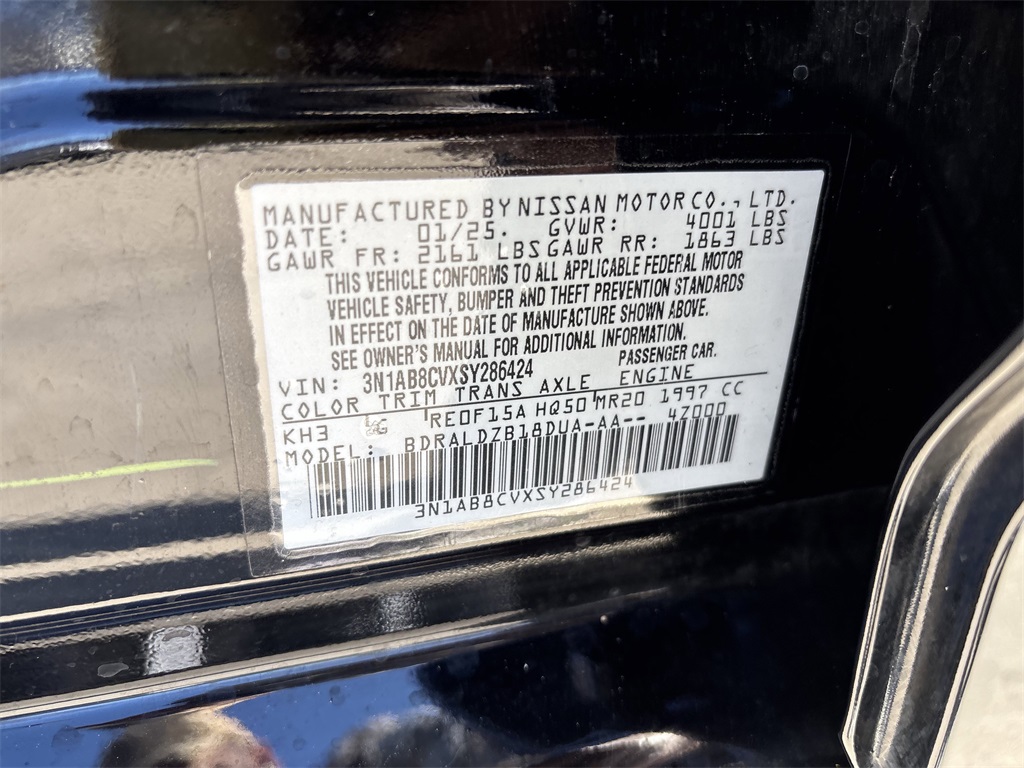 MANUFACTURED BY NISSAN MOTOR CO., LTD.
DATE: 01/25. GVWR: 4001 LBS
GAWR FR: 2161 LBS GAWR RR: 1863 LBS
THIS VEHICLE CONFORMS TO ALL APPLICABLE FEDERAL MOTOR
VEHICLE SAFETY, BUMPER AND THEFT PREVENTION STANDARDS
IN EFFECT ON THE DATE OF MANUFACTURE SHOWN ABOVE.
SEE OWNER'S MANUAL FOR ADDITIONAL INFORMATION.
VIN: 3N1AB8CVXSY286424 PASSENGER CAR.
COLOR TRIM TRANS AXLE ENGINE
KH3 G RE0F15A HQ50 MR20 1997 CC
MODEL: BDRALDZB18DUA-AA-- 4Z000
3N1AB8CVXSY286424